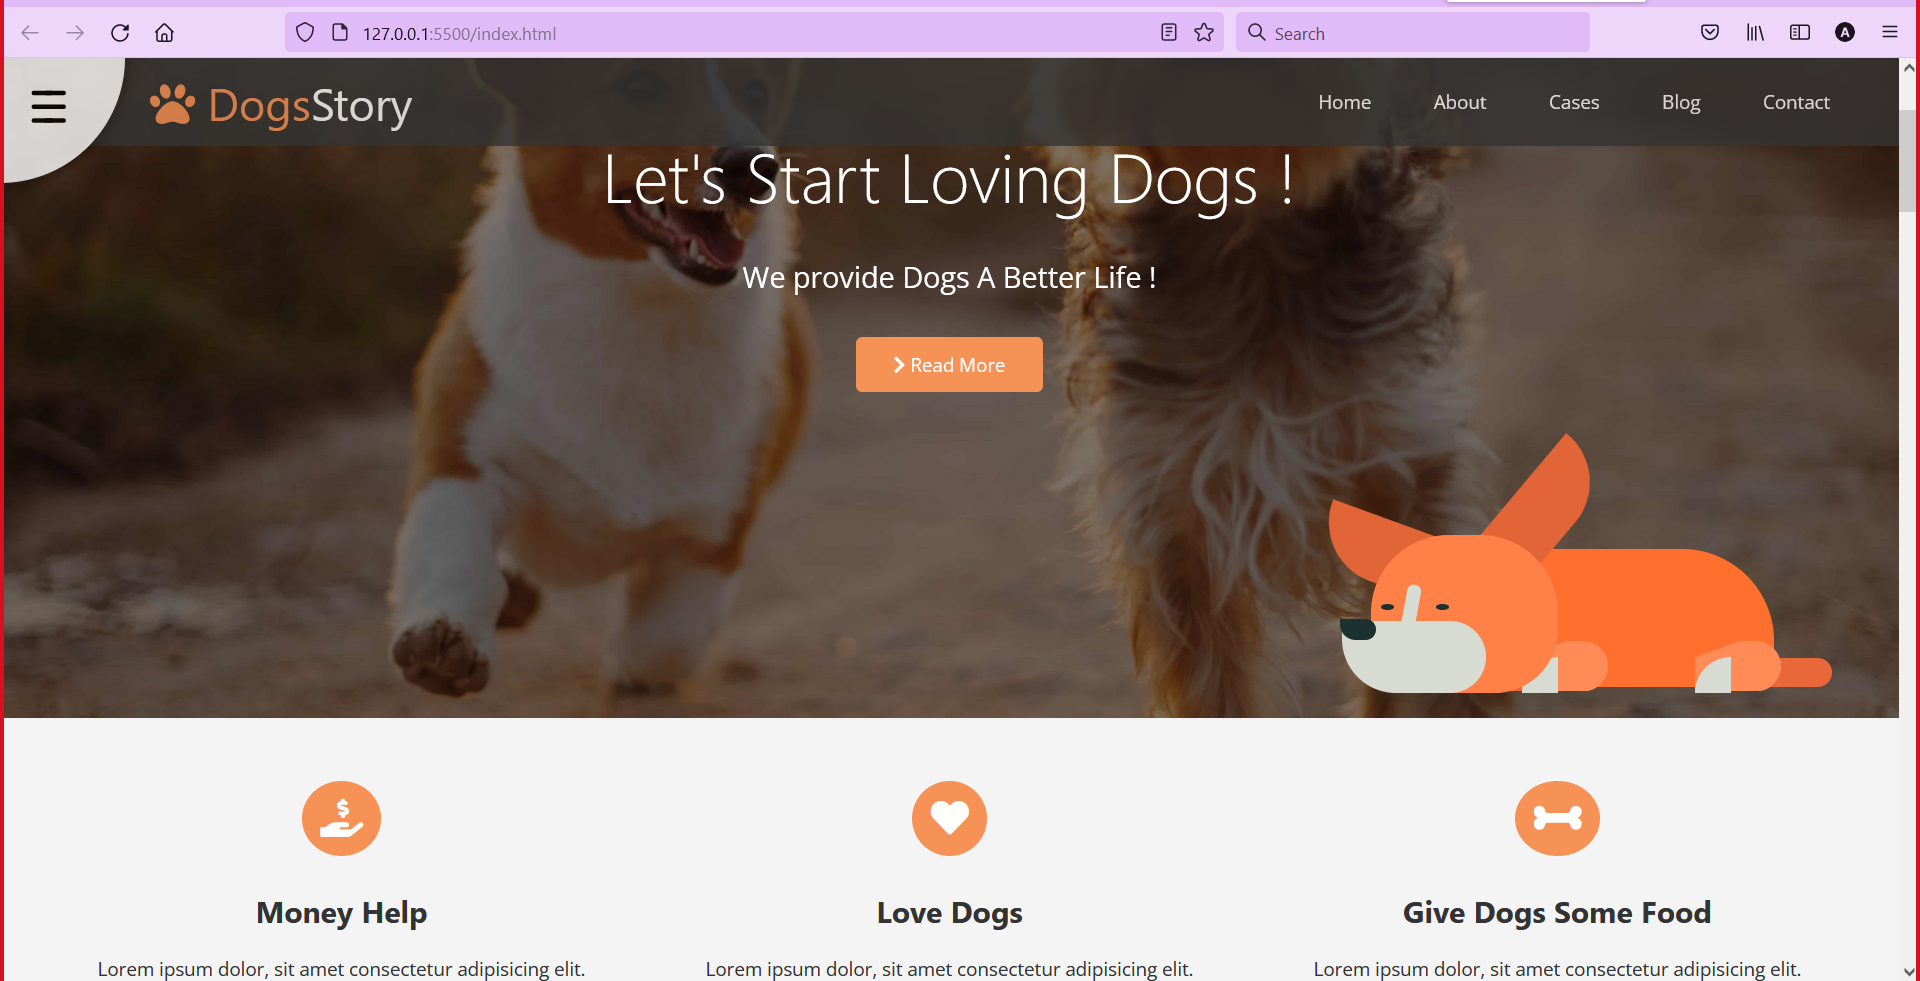 127.0.0.1:5500/index.html
Search
A
DogsStory
Home About Cases Blog Contact
Let's Start Loving Dogs !
We provide Dogs A Better Life !
Read More
Money Help
Lorem ipsum dolor, sit amet consectetur adipisicing elit.
Love Dogs
Lorem ipsum dolor, sit amet consectetur adipisicing elit.
Give Dogs Some Food
Lorem ipsum dolor, sit amet consectetur adipisicing elit.